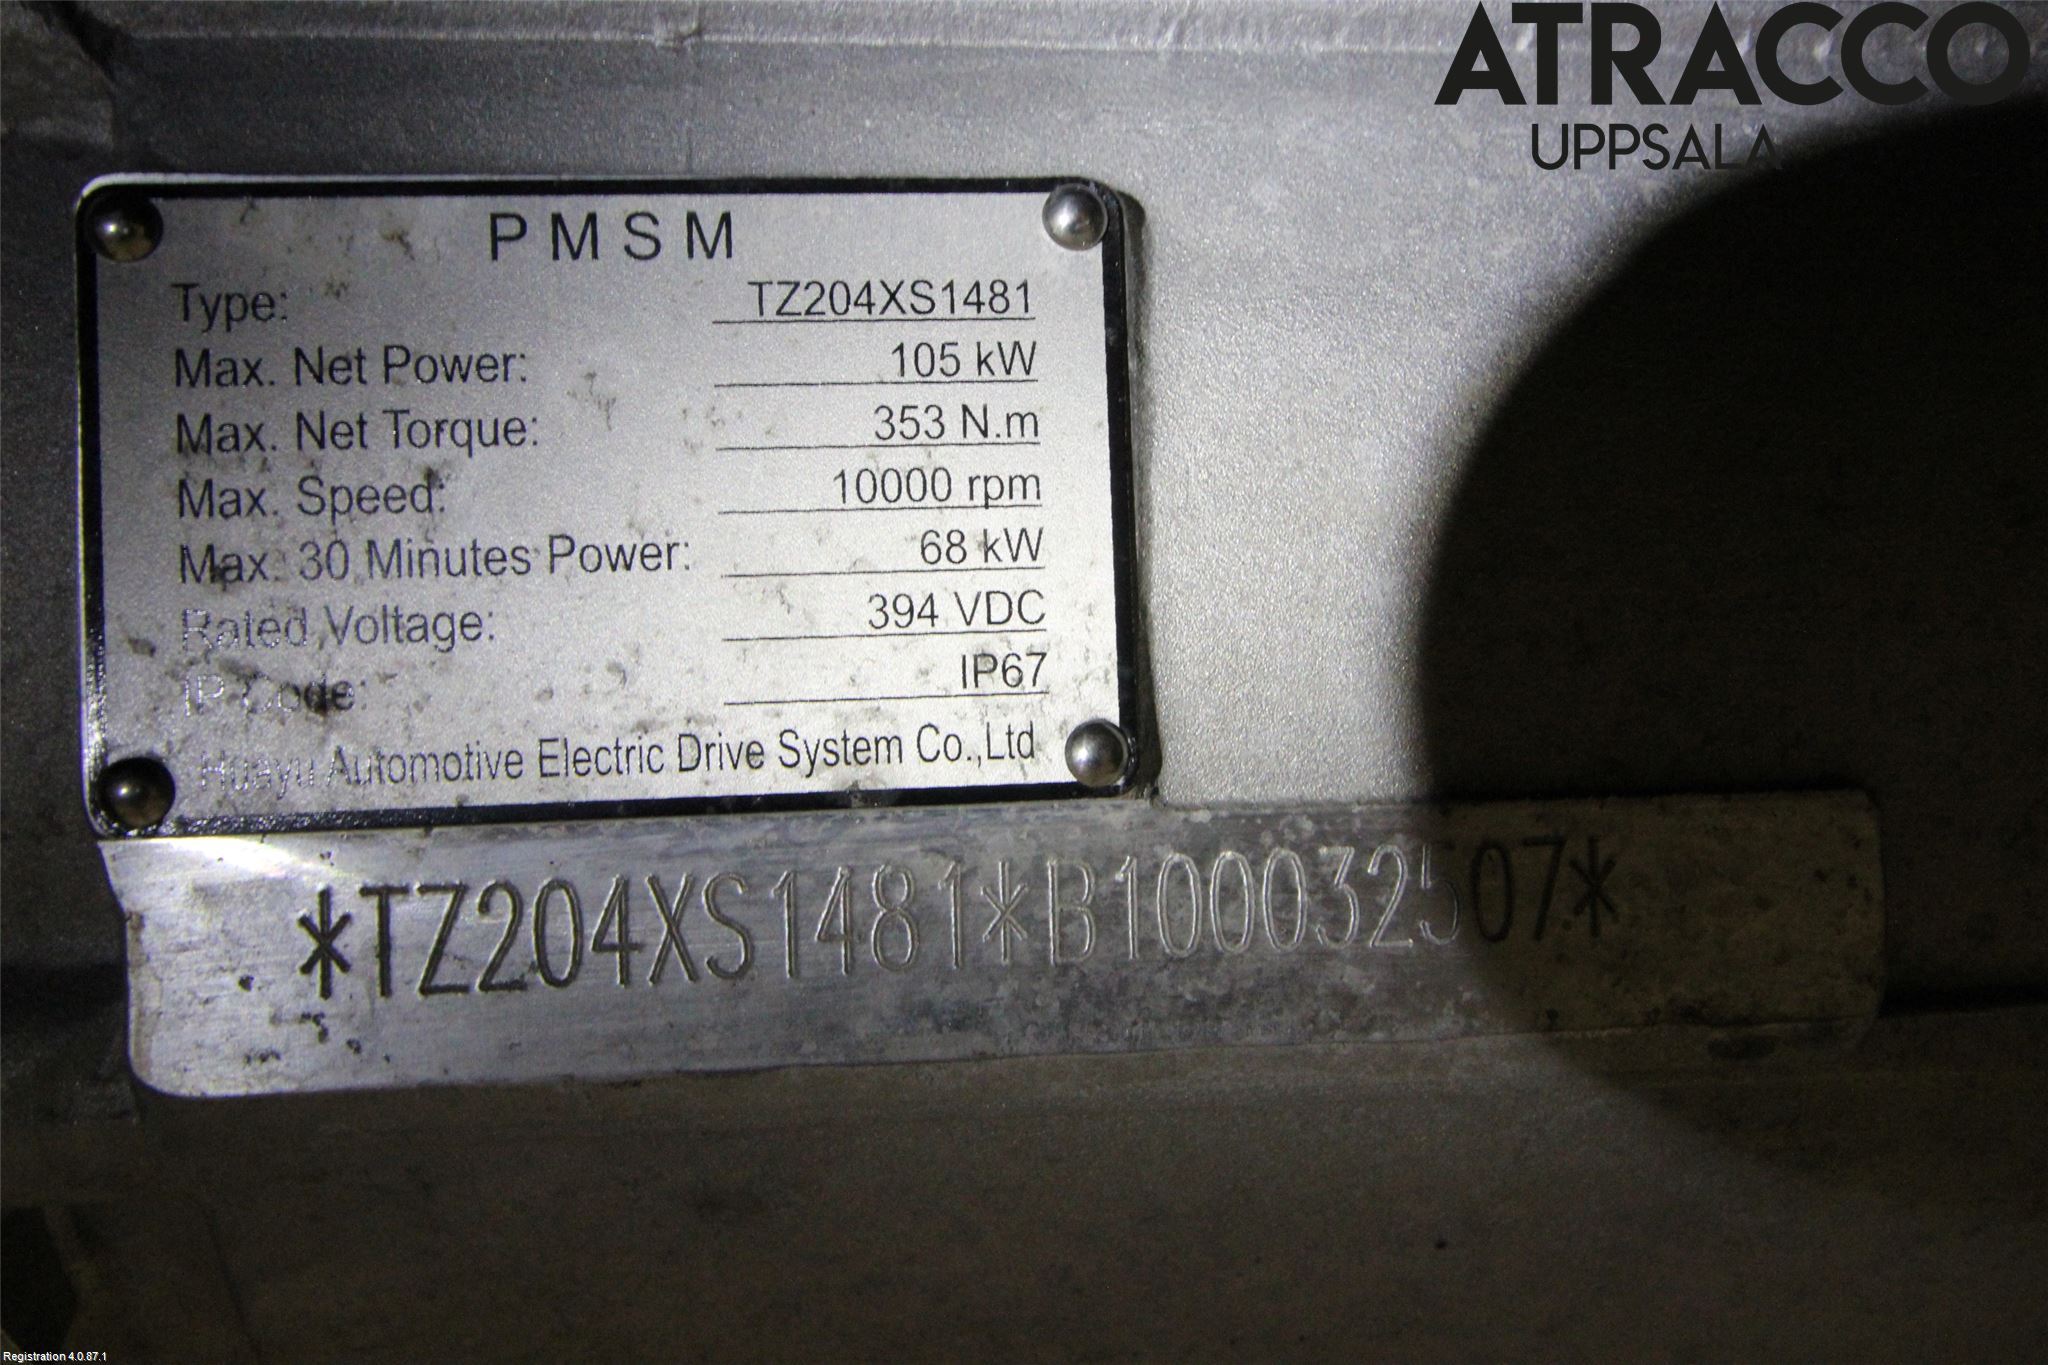 ATRACCO
UPPSALA
PMSM
Type: TZ204XS1481
Max. Net Power: 105 kW
Max. Net Torque: 353 N.m
Max. Speed: 10000 rpm
Max. 30 Minutes Power: 68 kW
Rated Voltage: 394 VDC
IP Code: IP67
Huayu Automotive Electric Drive System Co.,Ltd
*TZ204XS1481*B100032507*
Registration 4.0.87.1